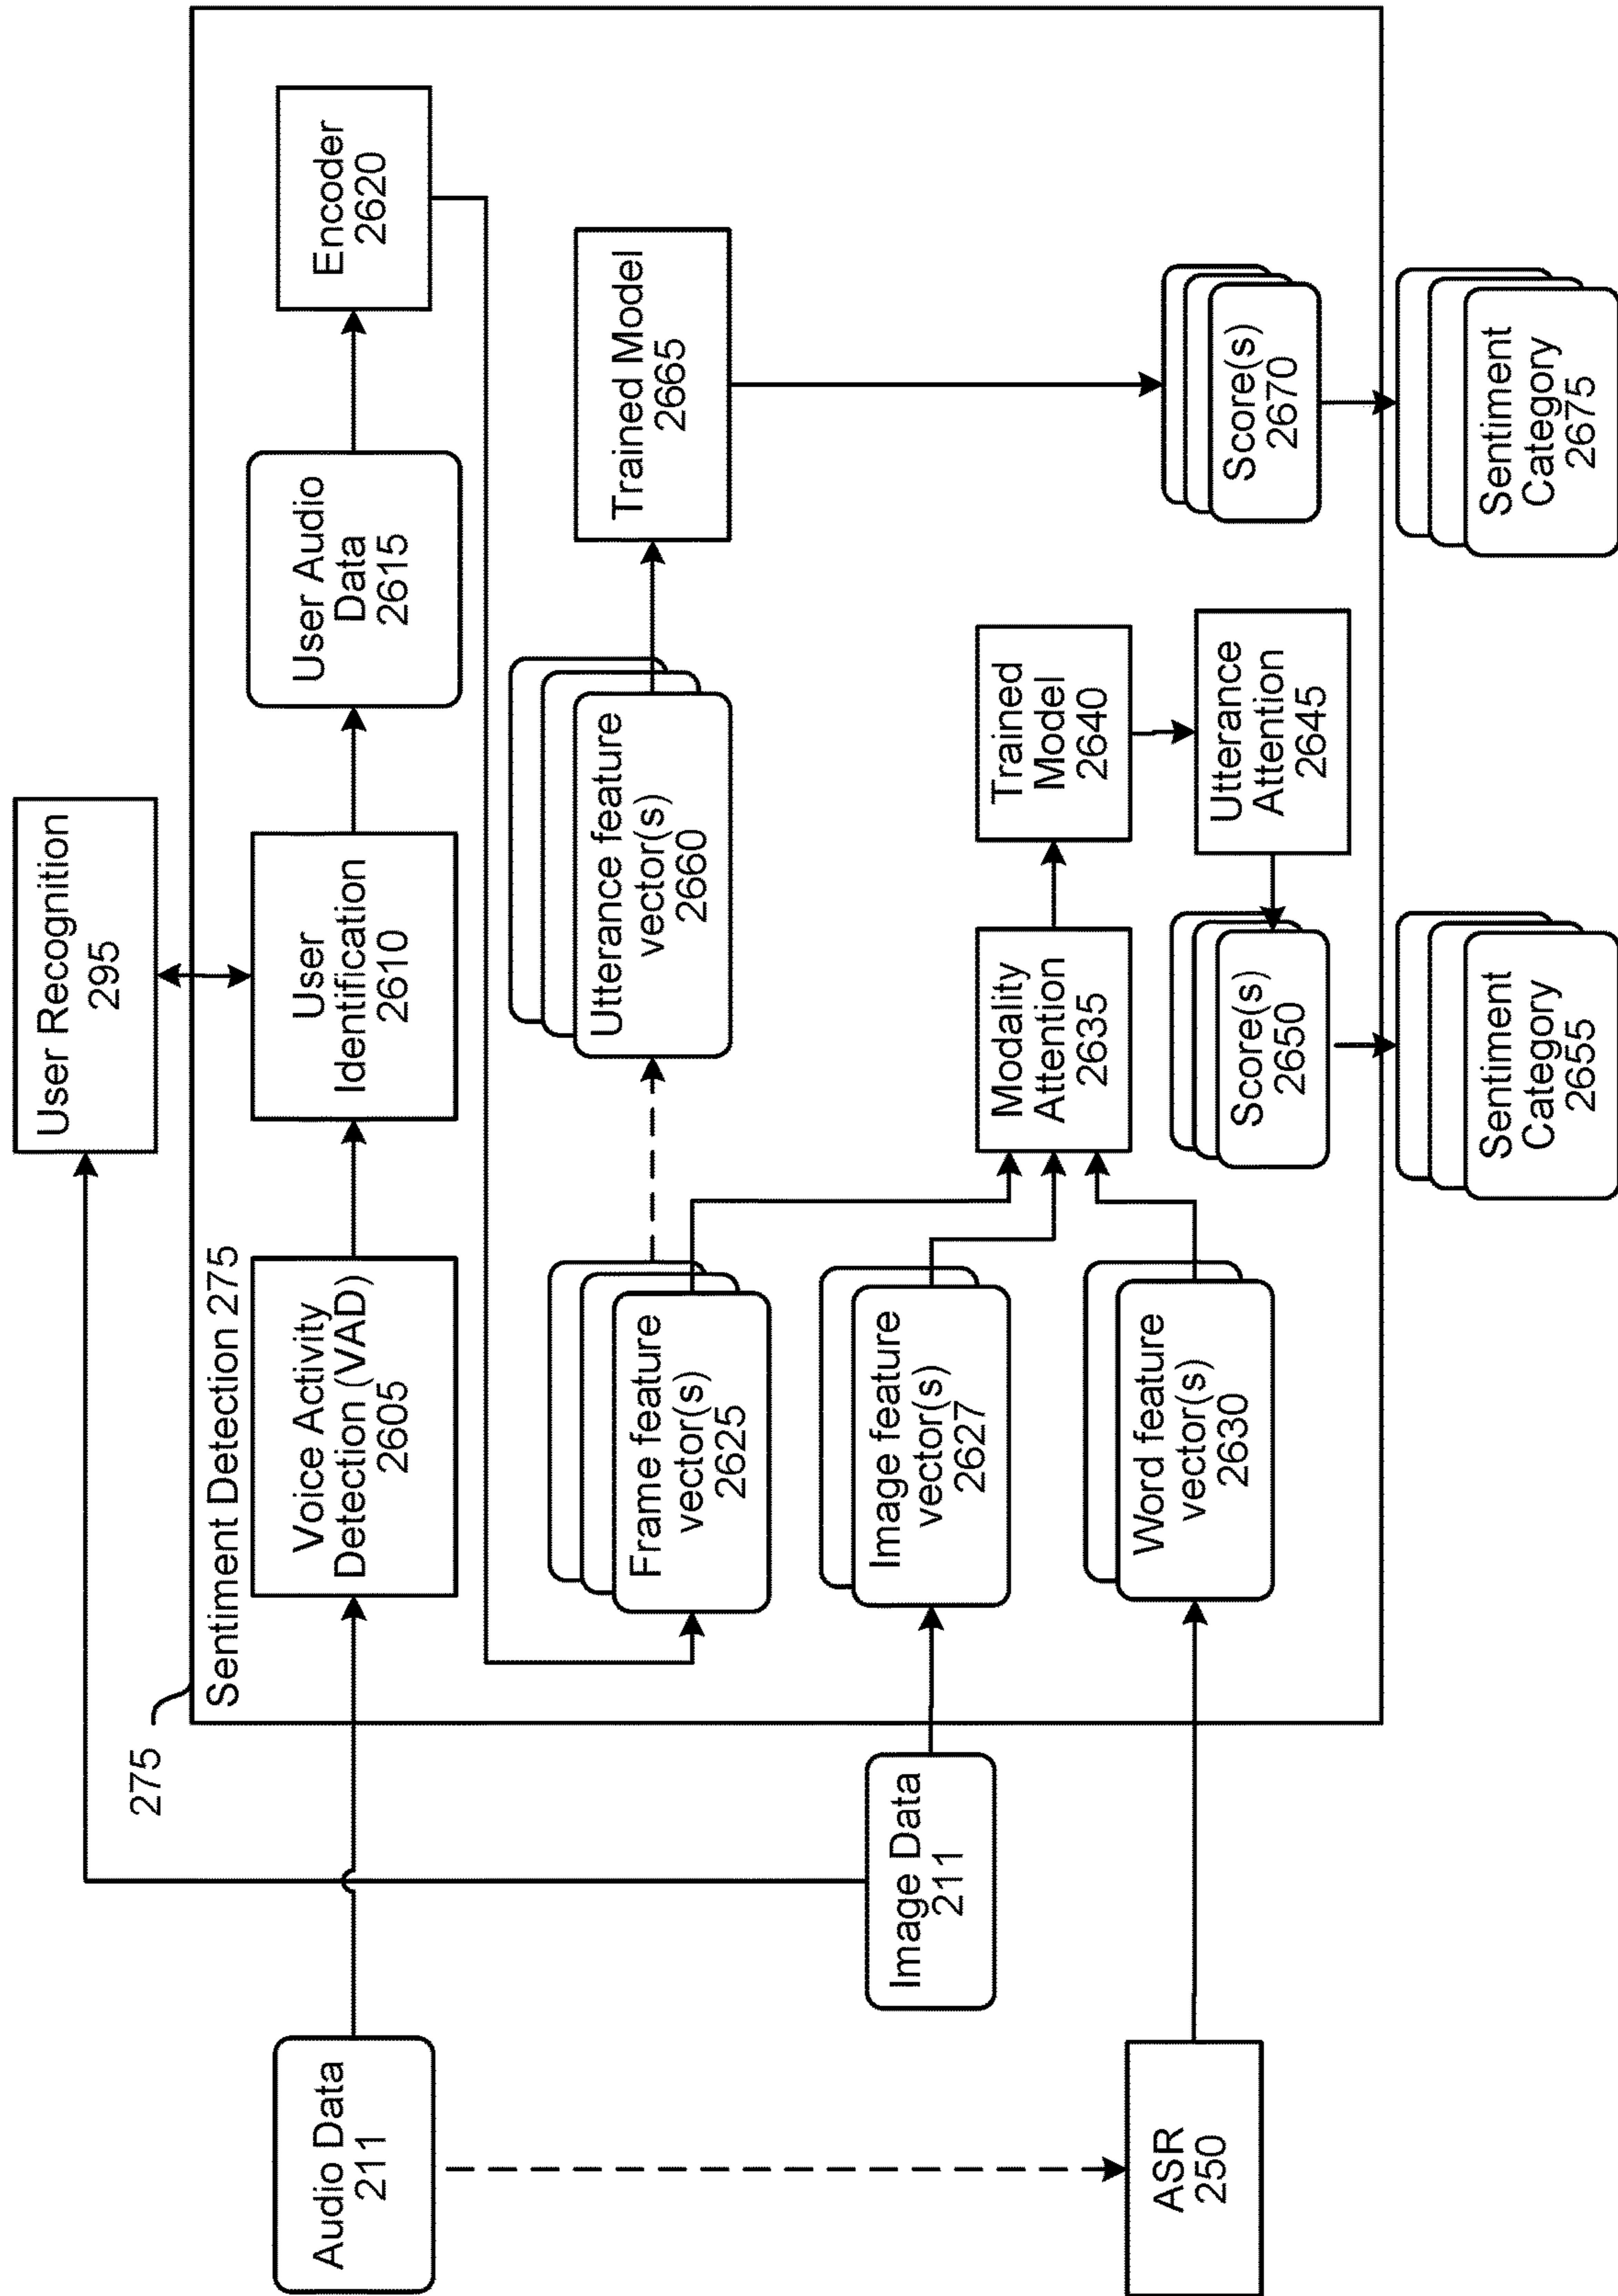 User Recognition
295
275
Sentiment Detection 275
Audio Data
211
Voice Activity
Detection (VAD)
2605
User
Identification
2610
User Audio
Data
2615
Encoder
2620
Frame feature
vector(s)
2625
Utterance feature
vector(s)
2660
Trained Model
2665
Image Data
211
Image feature
vector(s)
2627
Modality
Attention
2635
Trained
Model
2640
ASR
250
Word feature
vector(s)
2630
Utterance
Attention
2645
Score(s)
2650
Score(s)
2670
Sentiment
Category
2655
Sentiment
Category
2675